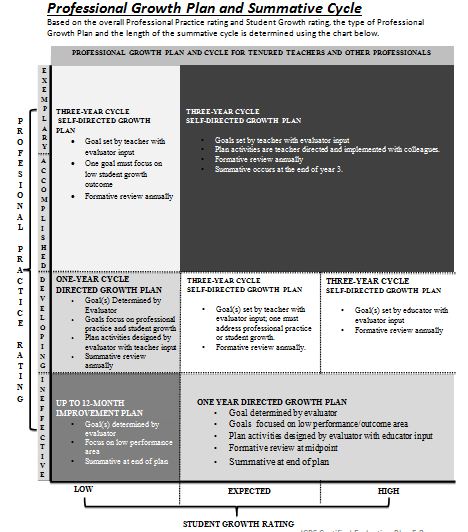 Professional Growth Plan and Summative Cycle
Based on the overall Professional Practice rating and Student Growth rating, the type of Professional
Growth Plan and the length of the summative cycle is determined using the chart below.
PROFESSIONAL GROWTH PLAN AND CYCLE FOR TENURED TEACHERS AND OTHER PROFESSIONALS
PROFESSIONAL PRACTICE RATING
EXEMPLARY
ACCOMPLISHED
THREE-YEAR CYCLE
SELF-DIRECTED GROWTH
PLAN
• Goal set by teacher with
evaluator input
• One goal must focus on
low student growth
outcome
• Formative review annually
THREE-YEAR CYCLE
SELF-DIRECTED GROWTH PLAN
• Goals set by teacher with evaluator input
• Plan activities are teacher directed and implemented with colleagues.
• Formative review annually
• Summative occurs at the end of year 3.
DEVELOPING
ONE-YEAR CYCLE
DIRECTED GROWTH PLAN
• Goal(s) Determined by
Evaluator
• Goals focus on professional
practice and student growth
• Plan activities designed by
evaluator with teacher input
• Summative review
annually
THREE-YEAR CYCLE
SELF-DIRECTED GROWTH PLAN
• Goal(s) set by teacher with
evaluator input; one must
address professional practice
or student growth.
• Formative review annually.
THREE-YEAR CYCLE
SELF-DIRECTED GROWTH PLAN
• Goal(s) set by educator with
evaluator input
• Formative review annually
INEFFECTIVE
UP TO 12-MONTH
IMPROVEMENT PLAN
• Goal(s) determined by
evaluator
• Focus on low performance
area
• Summative at end of plan
ONE YEAR DIRECTED GROWTH PLAN
• Goal determined by evaluator
• Goals focused on low performance/outcome area
• Plan activities designed by evaluator with educator input
• Formative review at midpoint
• Summative at end of plan
LOW
EXPECTED
HIGH
STUDENT GROWTH RATING